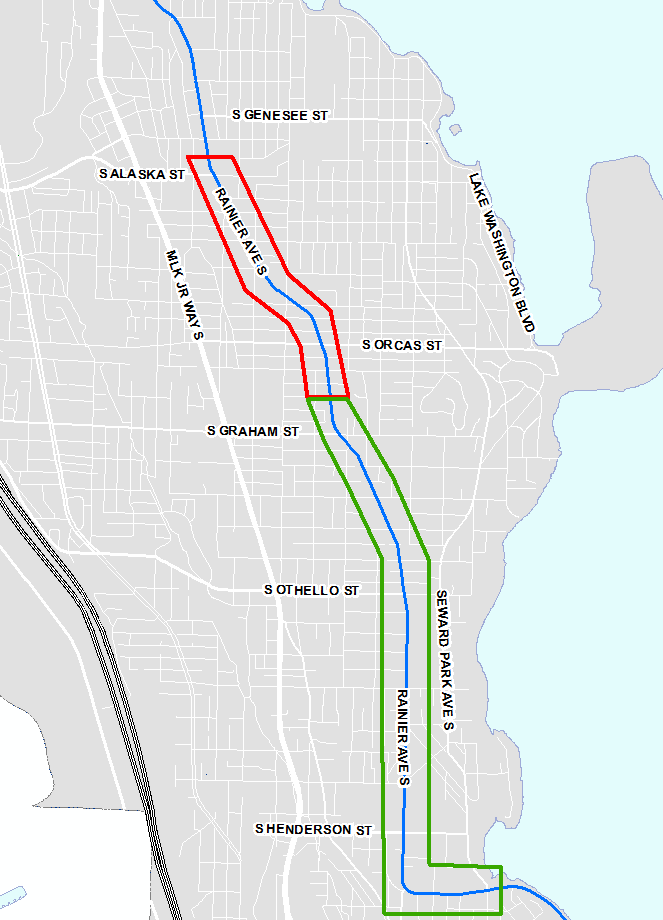 S GENESEE ST
S ALASKA ST
RAINIER AVE S
LAKE WASHINGTON BLVD
MLK JR WAY S
S ORCAS ST
S GRAHAM ST
S OTHELLO ST
SEWARD PARK AVE S
RAINIER AVE S
S HENDERSON ST